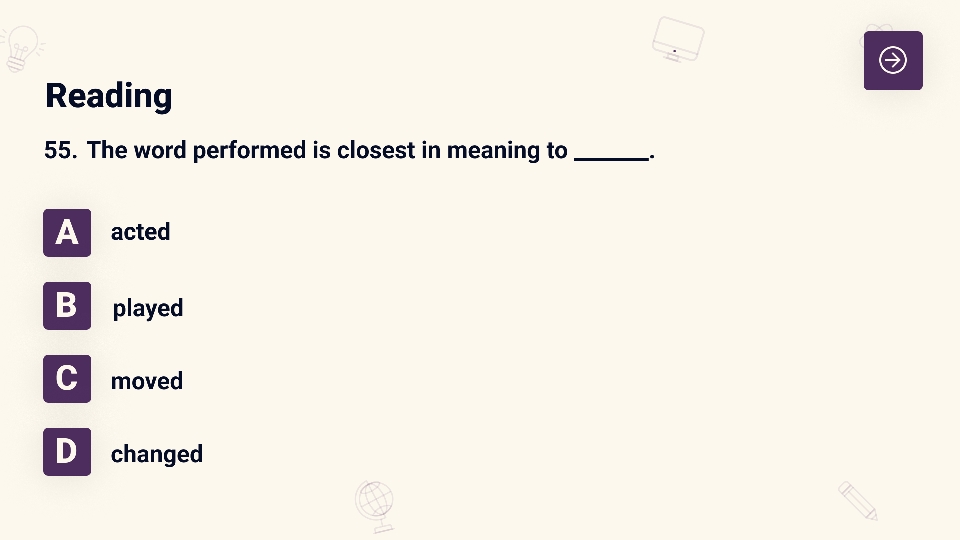 Reading
55. The word performed is closest in meaning to ______.
A acted
B played
C moved
D changed